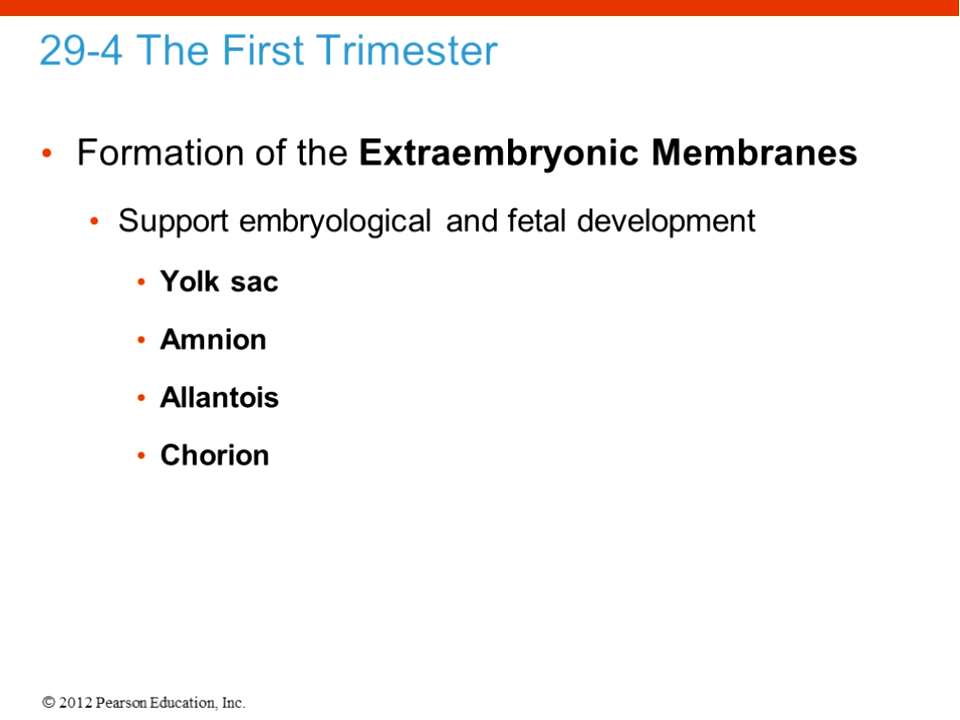 29-4 The First Trimester
• Formation of the Extraembryonic Membranes
• Support embryological and fetal development
• Yolk sac
• Amnion
• Allantois
• Chorion
© 2012 Pearson Education, Inc.